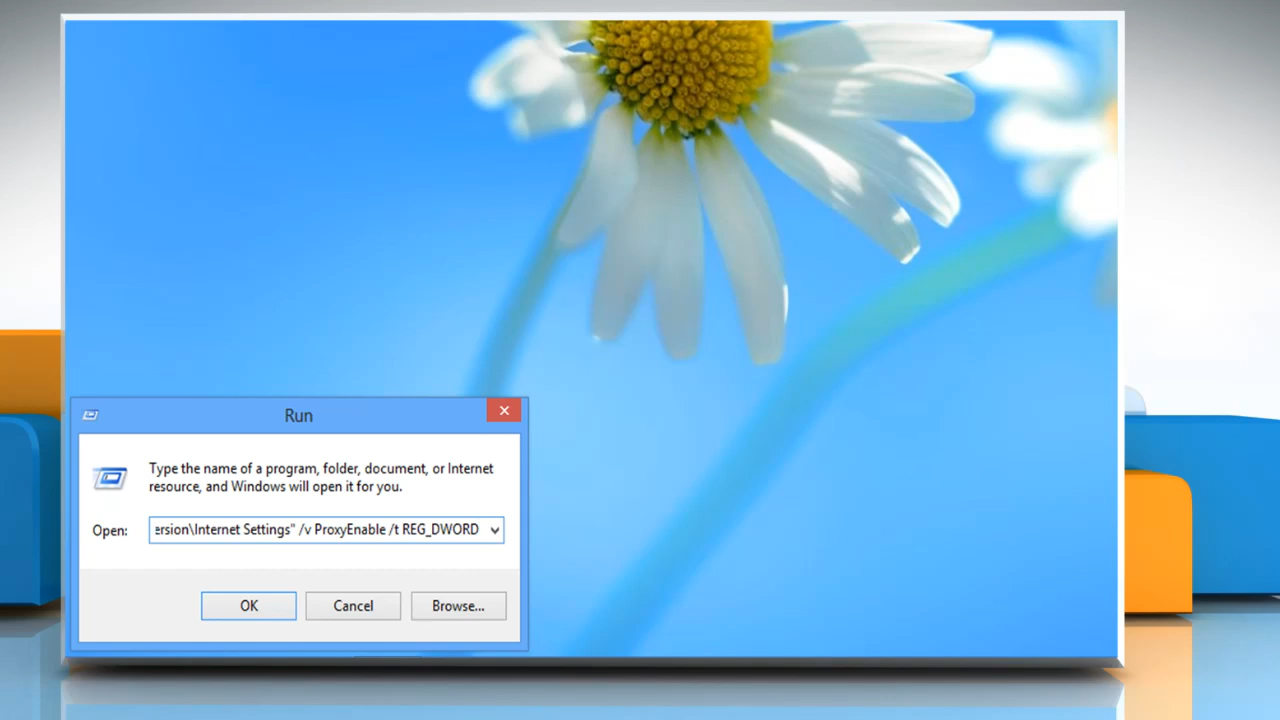 Run
Type the name of a program, folder, document, or Internet
resource, and Windows will open it for you.
Open: ersion\Internet Settings" /v ProxyEnable /t REG_DWORD
OK Cancel Browse...